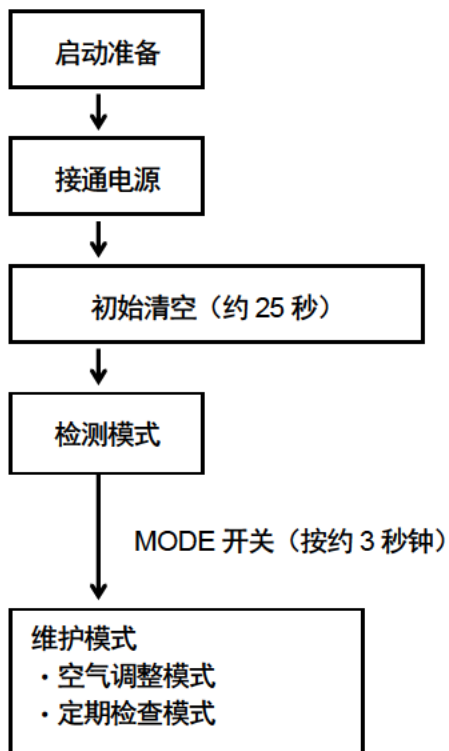 启动准备
接通电源
初始清空（约 25 秒）
检测模式
MODE 开关（按约 3 秒钟）
维护模式
・空气调整模式
・定期检查模式